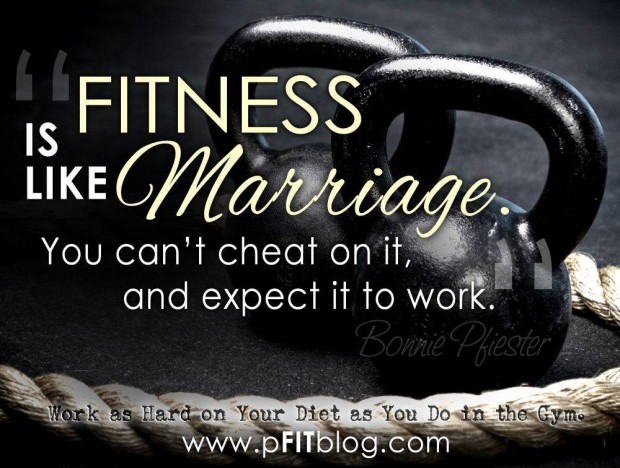 “ FITNESS
IS
LIKE Marriage.
You can’t cheat on it,
and expect it to work. ”
Bonnie Pfiester
Work as Hard on Your Diet as You Do in the Gym.
www.pFITblog.com